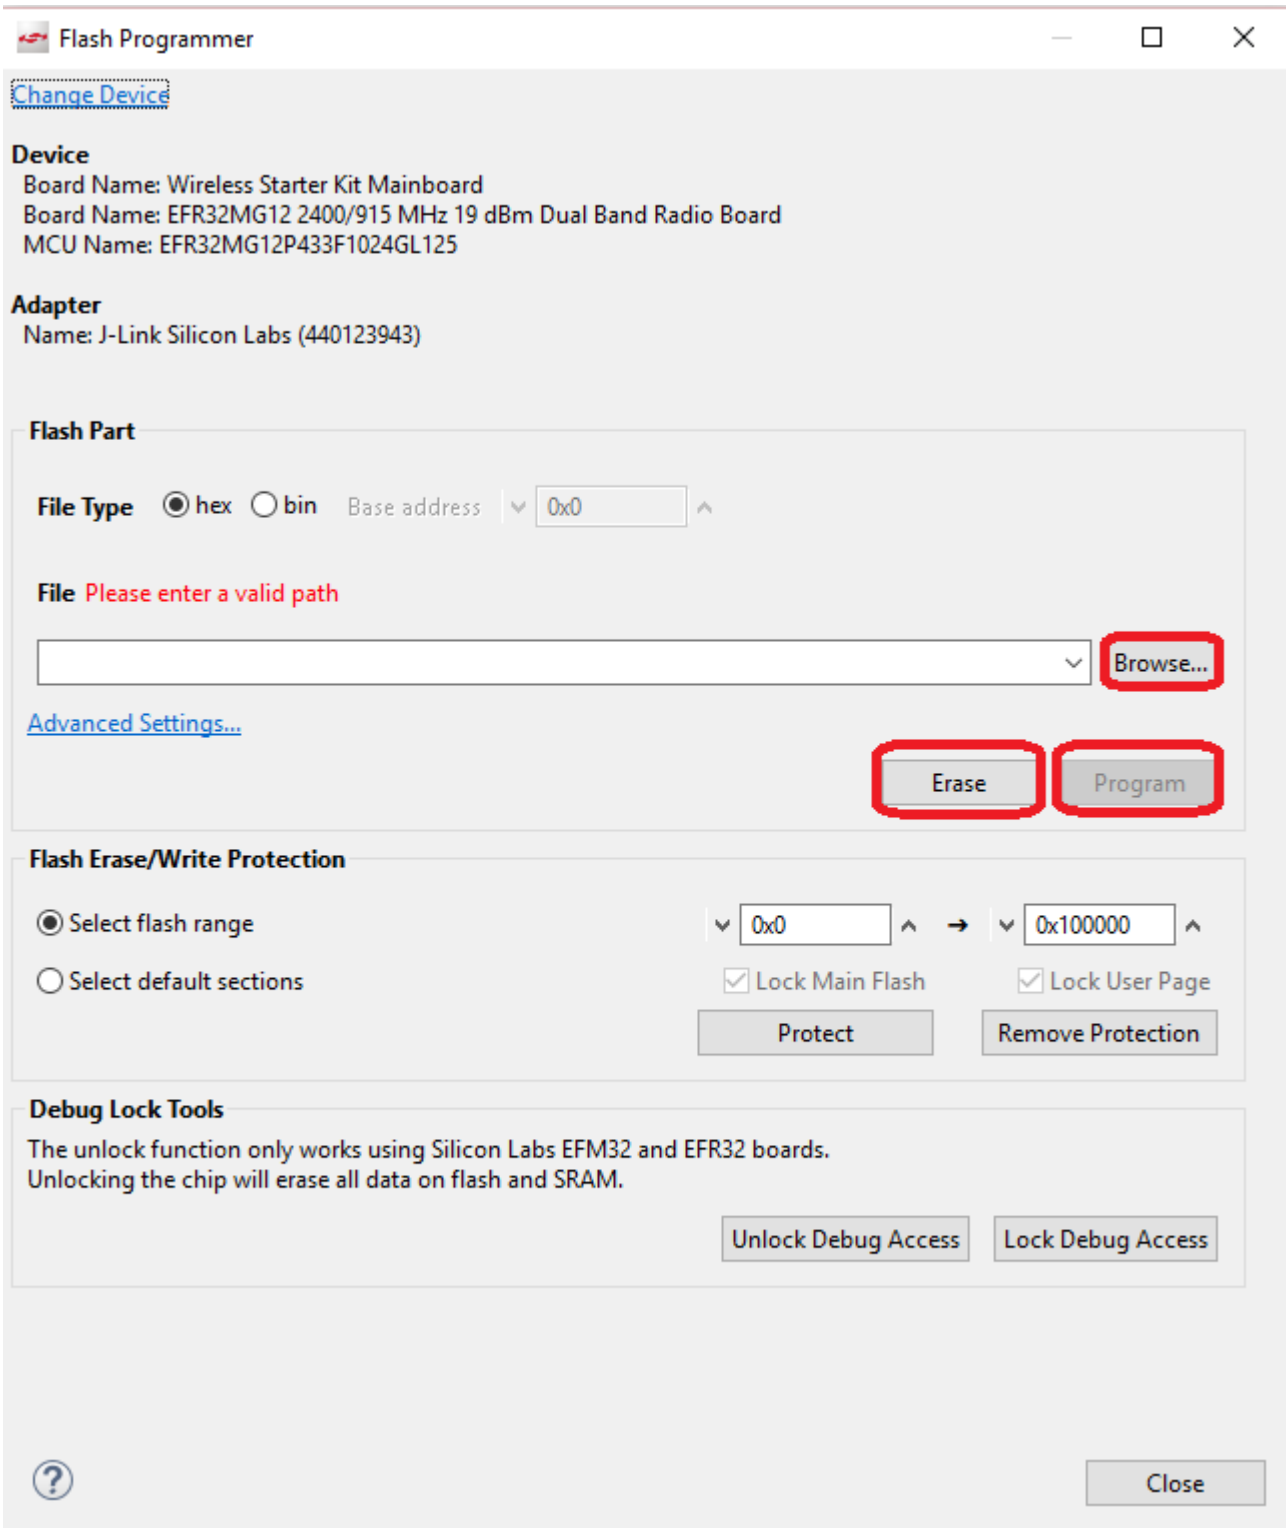 Flash Programmer
Change Device
Device
Board Name: Wireless Starter Kit Mainboard
Board Name: EFR32MG12 2400/915 MHz 19 dBm Dual Band Radio Board
MCU Name: EFR32MG12P433F1024GL125
Adapter
Name: J-Link Silicon Labs (440123943)
Flash Part
File Type hex bin Base address 0x0
File Please enter a valid path
Browse...
Advanced Settings...
Erase Program
Flash Erase/Write Protection
Select flash range 0x0 → 0x100000
Select default sections Lock Main Flash Lock User Page
Protect Remove Protection
Debug Lock Tools
The unlock function only works using Silicon Labs EFM32 and EFR32 boards.
Unlocking the chip will erase all data on flash and SRAM.
Unlock Debug Access Lock Debug Access
?
Close